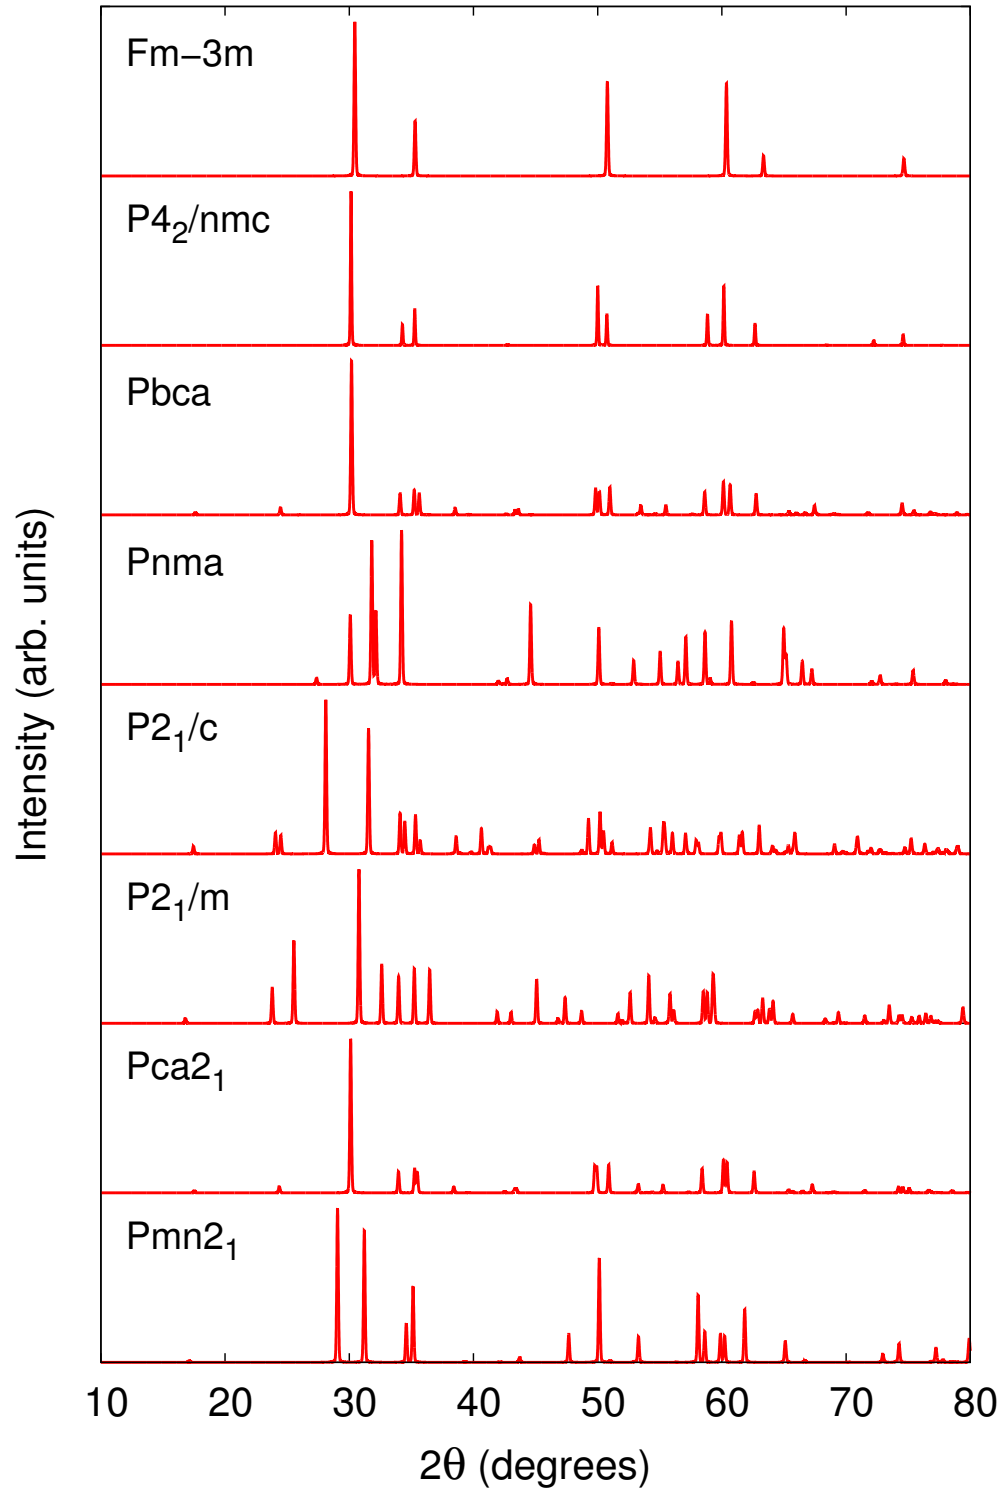 Fm−3m
P4₂/nmc
Pbca
Pnma
P2₁/c
P2₁/m
Pca2₁
Pmn2₁
Intensity (arb. units)
10 20 30 40 50 60 70 80
2θ (degrees)